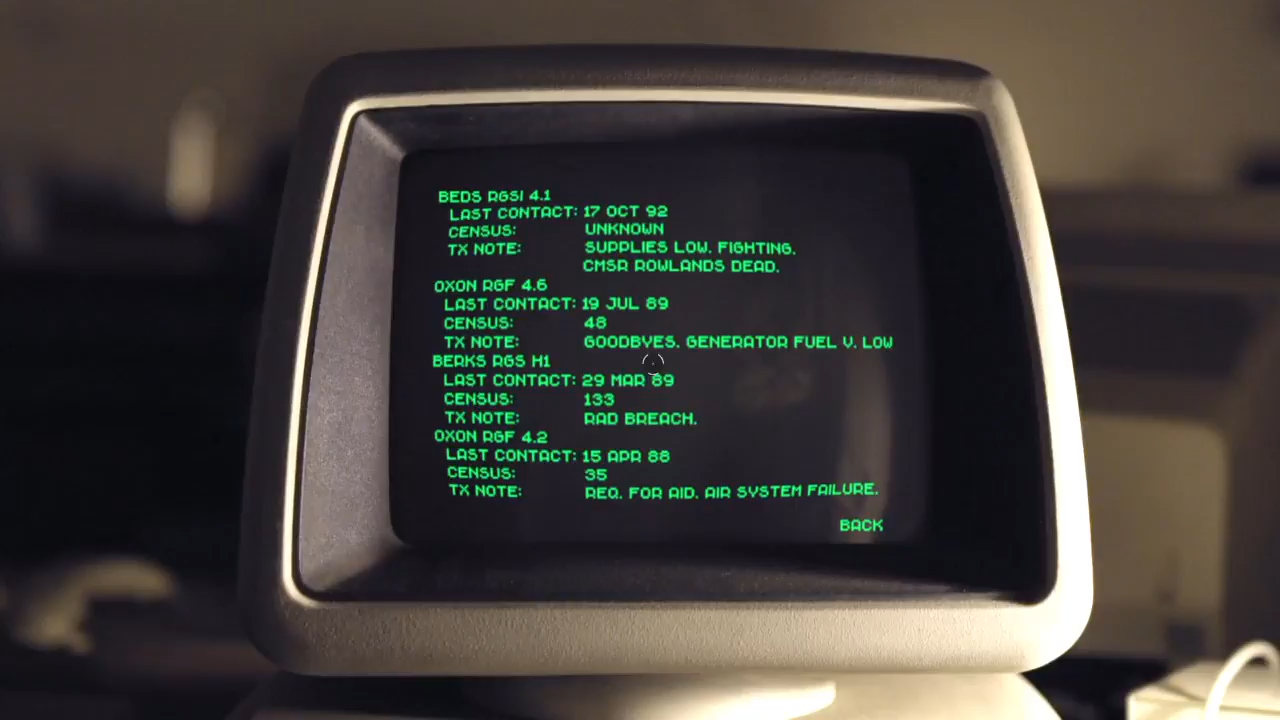 BEDS RGSI 4.1
LAST CONTACT: 17 OCT 92
CENSUS: UNKNOWN
TX NOTE: SUPPLIES LOW. FIGHTING.
CMSR ROWLANDS DEAD.
OXON RGF 4.6
LAST CONTACT: 19 JUL 89
CENSUS: 48
TX NOTE: GOODBYES. GENERATOR FUEL V. LOW
BERKS RGS H1
LAST CONTACT: 29 MAR 89
CENSUS: 133
TX NOTE: RAD BREACH.
OXON RGF 4.2
LAST CONTACT: 15 APR 88
CENSUS: 35
TX NOTE: REQ. FOR AID. AIR SYSTEM FAILURE.
BACK